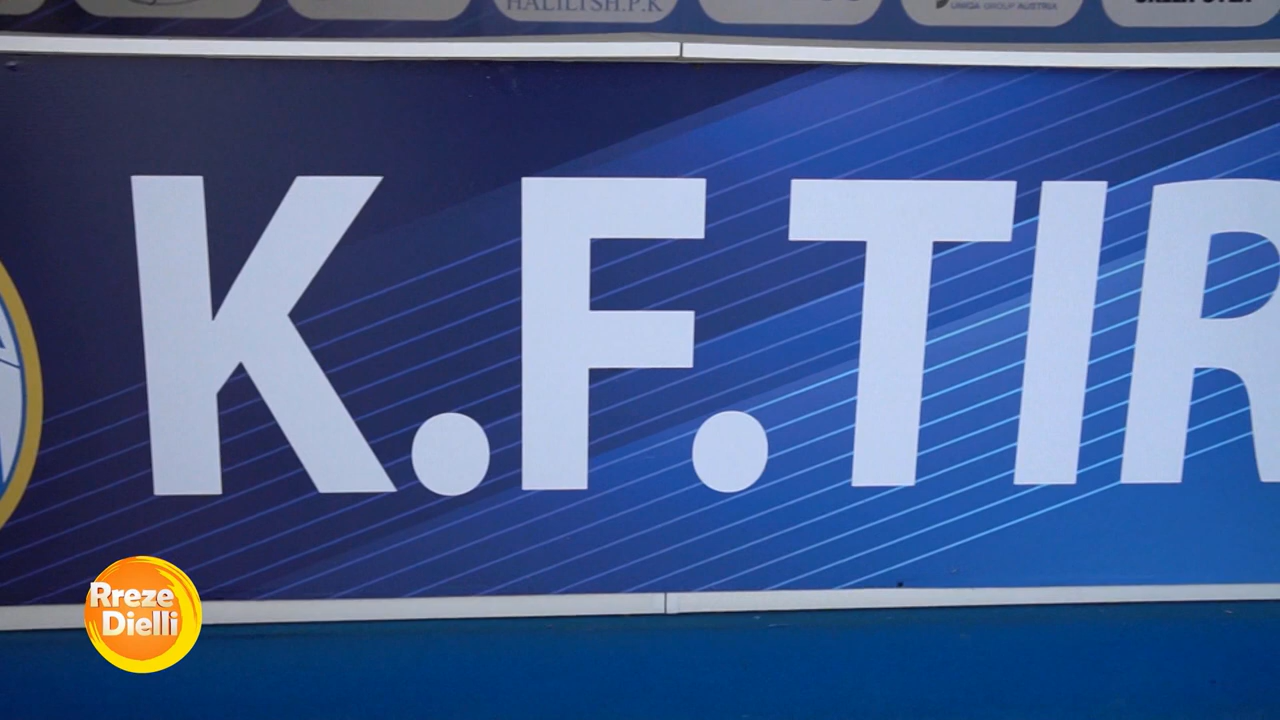 HALILI SH.P.K
UNIQA GROUP AUSTRIA
K.F.TIR
Rreze
Dielli